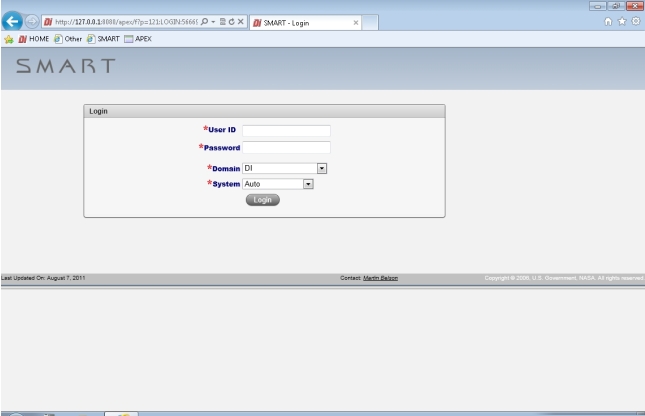 http://127.0.0.1:8080/apex/f?p=121:LOGIN:5666
SMART - Login
HOME Other SMART APEX
SMART
Login
*User ID
*Password
*Domain DI
*System Auto
Login
Last Updated On: August 7, 2011
Contact: Martin Belson
Copyright © 2006, U.S. Government, NASA. All rights reserved.